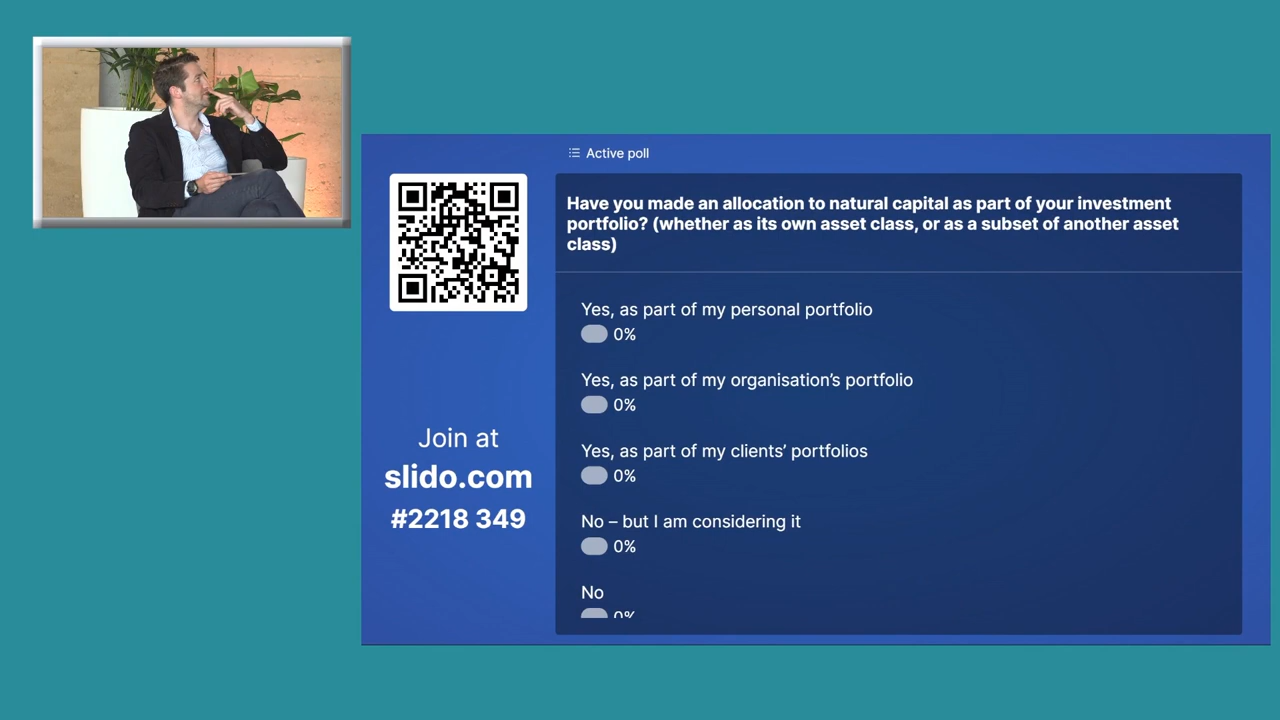 Active poll
Have you made an allocation to natural capital as part of your investment
portfolio? (whether as its own asset class, or as a subset of another asset
class)
Yes, as part of my personal portfolio
0%
Yes, as part of my organisation’s portfolio
0%
Yes, as part of my clients’ portfolios
0%
No – but I am considering it
0%
No
0%
Join at
slido.com
#2218 349